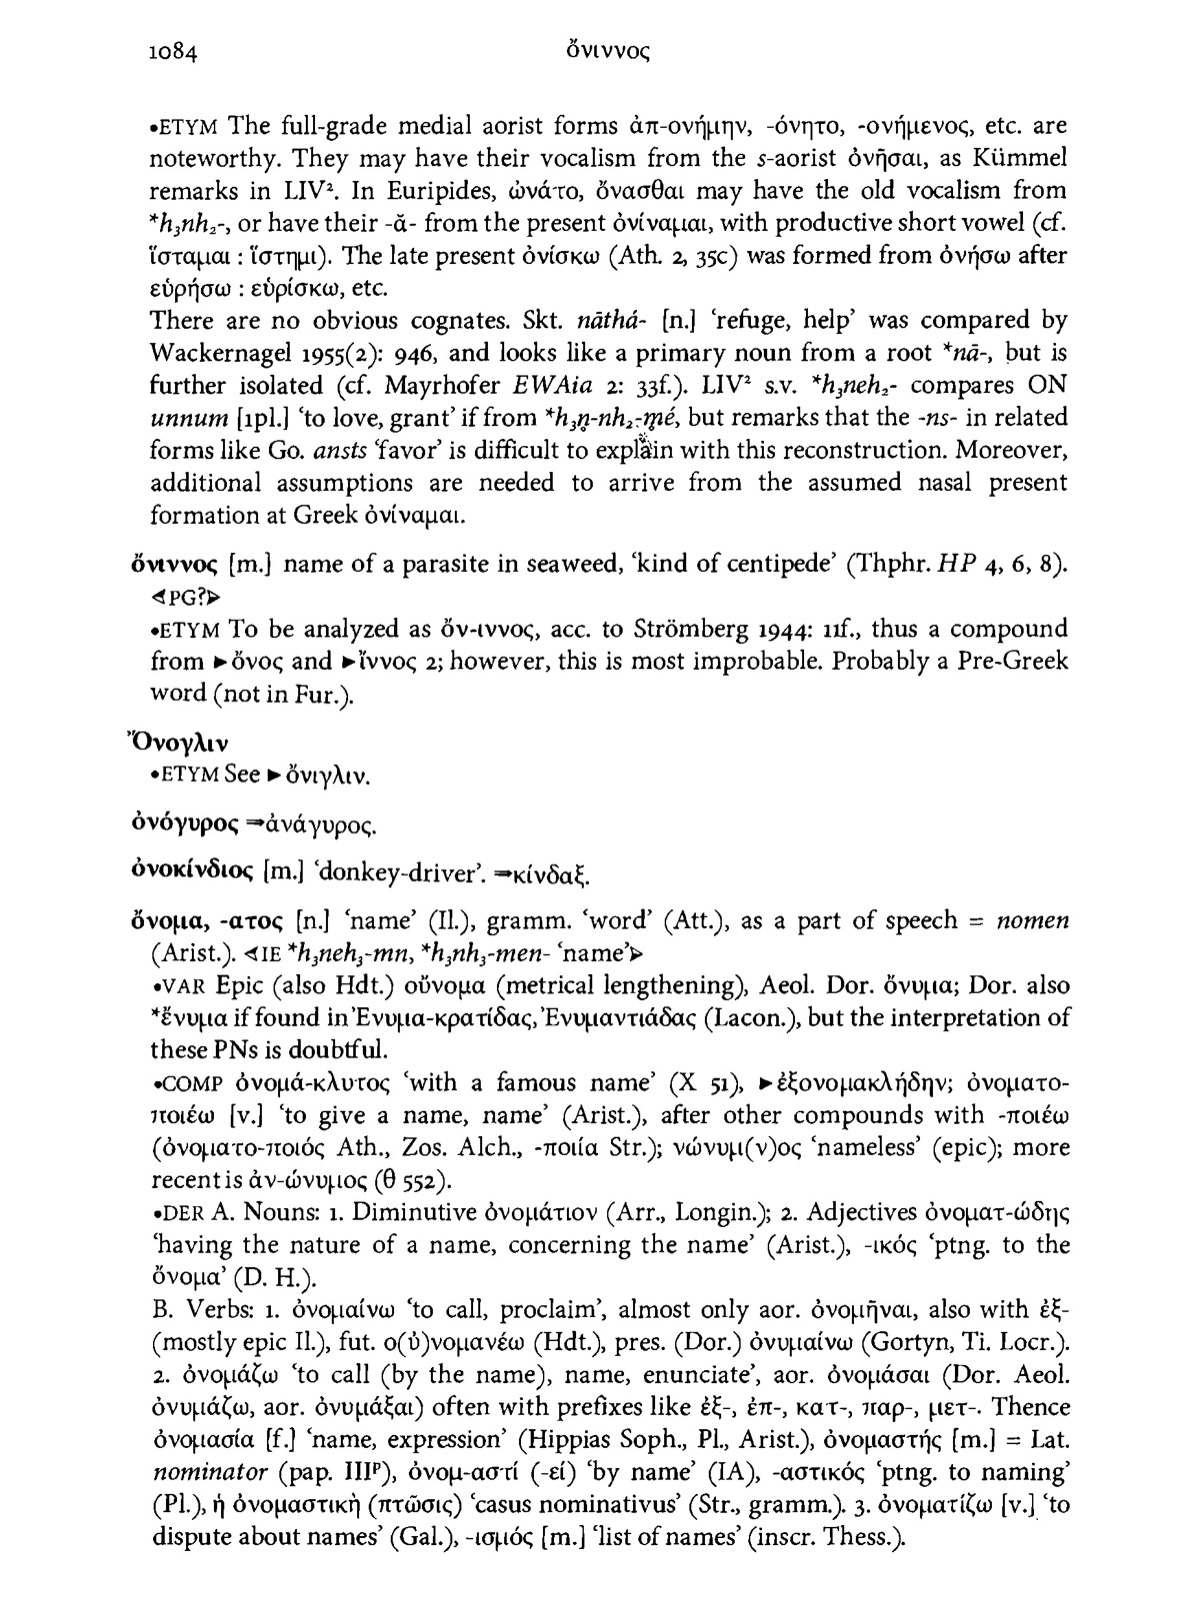 1084
ὄνιννος
•ETYM The full-grade medial aorist forms ἀπ-ονήμην, -όνητο, -ονήμενος, etc. are
noteworthy. They may have their vocalism from the s-aorist ὀνῆσαι, as Kümmel
remarks in LIV². In Euripides, ὠνάτο, ὄνασθαι may have the old vocalism from
*h₃nh₂-, or have their -ᾰ- from the present ὀνίναμαι, with productive short vowel (cf.
ἵσταμαι : ἵστημι). The late present ὀνίσκω (Ath. 2, 35c) was formed from ὀνήσω after
εὑρήσω : εὑρίσκω, etc.
There are no obvious cognates. Skt. nāthá- [n.] ‘refuge, help’ was compared by
Wackernagel 1955(2): 946, and looks like a primary noun from a root *nā-, but is
further isolated (cf. Mayrhofer EWAia 2: 33f.). LIV² s.v. *h₃neh₂- compares ON
unnum [1pl.] ‘to love, grant’ if from *h₃n̥-nh₂-m̥é, but remarks that the -ns- in related
forms like Go. ansts ‘favor’ is difficult to explain with this reconstruction. Moreover,
additional assumptions are needed to arrive from the assumed nasal present
formation at Greek ὀνίναμαι.
ὄνιννος [m.] name of a parasite in seaweed, ‘kind of centipede’ (Thphr. HP 4, 6, 8).
⊲PG?⊳
•ETYM To be analyzed as ὄν-ιννος, acc. to Strömberg 1944: 11f., thus a compound
from ►ὄνος and ►ἴννος 2; however, this is most improbable. Probably a Pre-Greek
word (not in Fur.).
Ὄνογλιν
•ETYM See ►ὄνιγλιν.
ὀνόγυρος ⇒ἀνάγυρος.
ὀνοκίνδιος [m.] ‘donkey-driver’. ⇒κίνδαξ.
ὄνομα, -ατος [n.] ‘name’ (Il.), gramm. ‘word’ (Att.), as a part of speech = nomen
(Arist.). ⊲IE *h₃neh₃-mn, *h₃nh₃-men- ‘name’⊳
•VAR Epic (also Hdt.) οὔνομα (metrical lengthening), Aeol. Dor. ὄνυμα; Dor. also
*ἔνυμα if found in Ἐνυμα-κρατίδας, Ἐνυμαντιάδας (Lacon.), but the interpretation of
these PNs is doubtful.
•COMP ὀνομά-κλυτος ‘with a famous name’ (Χ 51), ►ἐξονομακλήδην; ὀνοματο-
ποιέω [v.] ‘to give a name, name’ (Arist.), after other compounds with -ποιέω
(ὀνοματο-ποιός Ath., Zos. Alch., -ποιία Str.); νώνυμ(ν)ος ‘nameless’ (epic); more
recent is ἀν-ώνυμος (θ 552).
•DER A. Nouns: 1. Diminutive ὀνομάτιον (Arr., Longin.); 2. Adjectives ὀνοματ-ώδης
‘having the nature of a name, concerning the name’ (Arist.), -ικός ‘ptng. to the
ὄνομα’ (D. H.).
B. Verbs: 1. ὀνομαίνω ‘to call, proclaim’, almost only aor. ὀνομῆναι, also with ἐξ-
(mostly epic Il.), fut. ο(ὐ)νομανέω (Hdt.), pres. (Dor.) ὀνυμαίνω (Gortyn, Ti. Locr.).
2. ὀνομάζω ‘to call (by the name), name, enunciate’, aor. ὀνομάσαι (Dor. Aeol.
ὀνυμάζω, aor. ὀνυμάξαι) often with prefixes like ἐξ-, ἐπ-, κατ-, παρ-, μετ-. Thence
ὀνομασία [f.] ‘name, expression’ (Hippias Soph., Pl., Arist.), ὀνομαστής [m.] = Lat.
nominator (pap. IIIᵖ), ὀνομ-αστί (-εί) ‘by name’ (IA), -αστικός ‘ptng. to naming’
(Pl.), ἡ ὀνομαστικὴ (πτῶσις) ‘casus nominativus’ (Str., gramm.). 3. ὀνοματίζω [v.] ‘to
dispute about names’ (Gal.), -ισμός [m.] ‘list of names’ (inscr. Thess.).